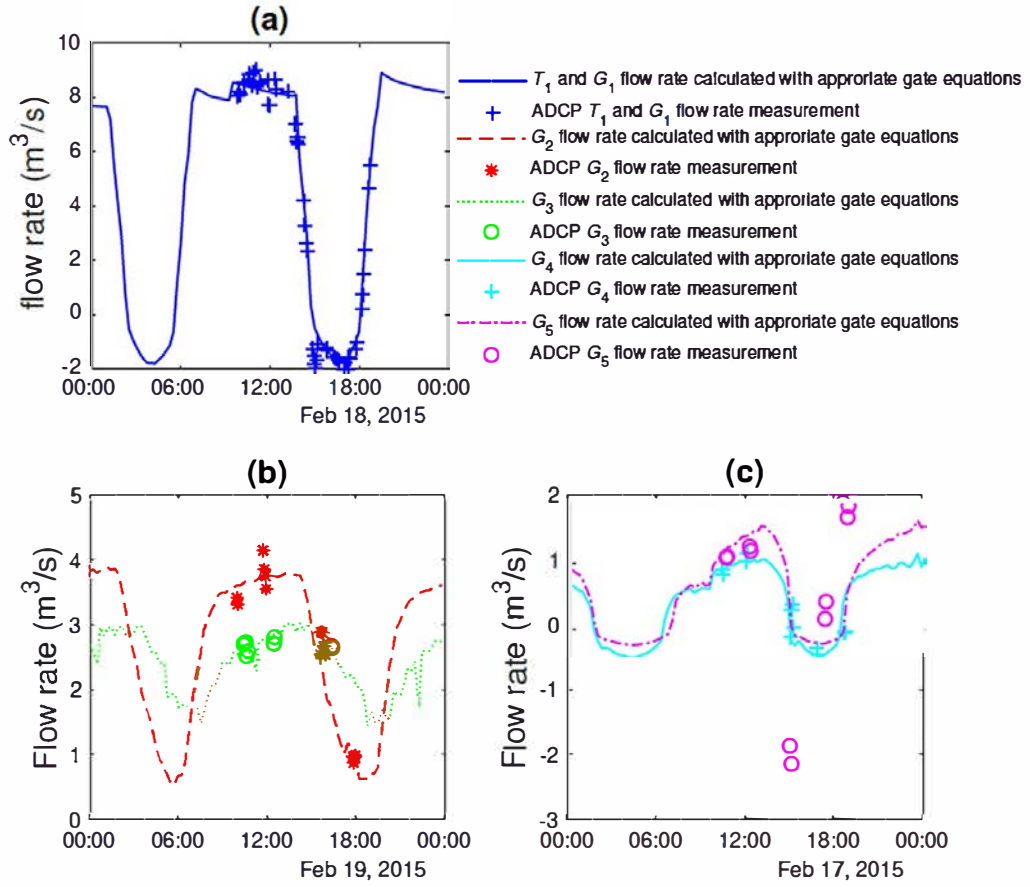 (a)
flow rate (m³/s)
10
8
6
4
2
0
-2
00:00 06:00 12:00 18:00 00:00
Feb 18, 2015
T₁ and G₁ flow rate calculated with approrlate gate equations
ADCP T₁ and G₁ flow rate measurement
G₂ flow rate calculated with approriate gate equations
ADCP G₂ flow rate measurement
G₃ flow rate calculated with approriate gate equations
ADCP G₃ flow rate measurement
G₄ flow rate calculated with approriate gate equations
ADCP G₄ flow rate measurement
G₅ flow rate calculated with approriate gate equations
ADCP G₅ flow rate measurement
(b)
Flow rate (m³/s)
5
4
3
2
1
0
00:00 06:00 12:00 18:00 00:00
Feb 19, 2015
(c)
Flow rate (m³/s)
2
1
0
-1
-2
-3
00:00 06:00 12:00 18:00 00:00
Feb 17, 2015